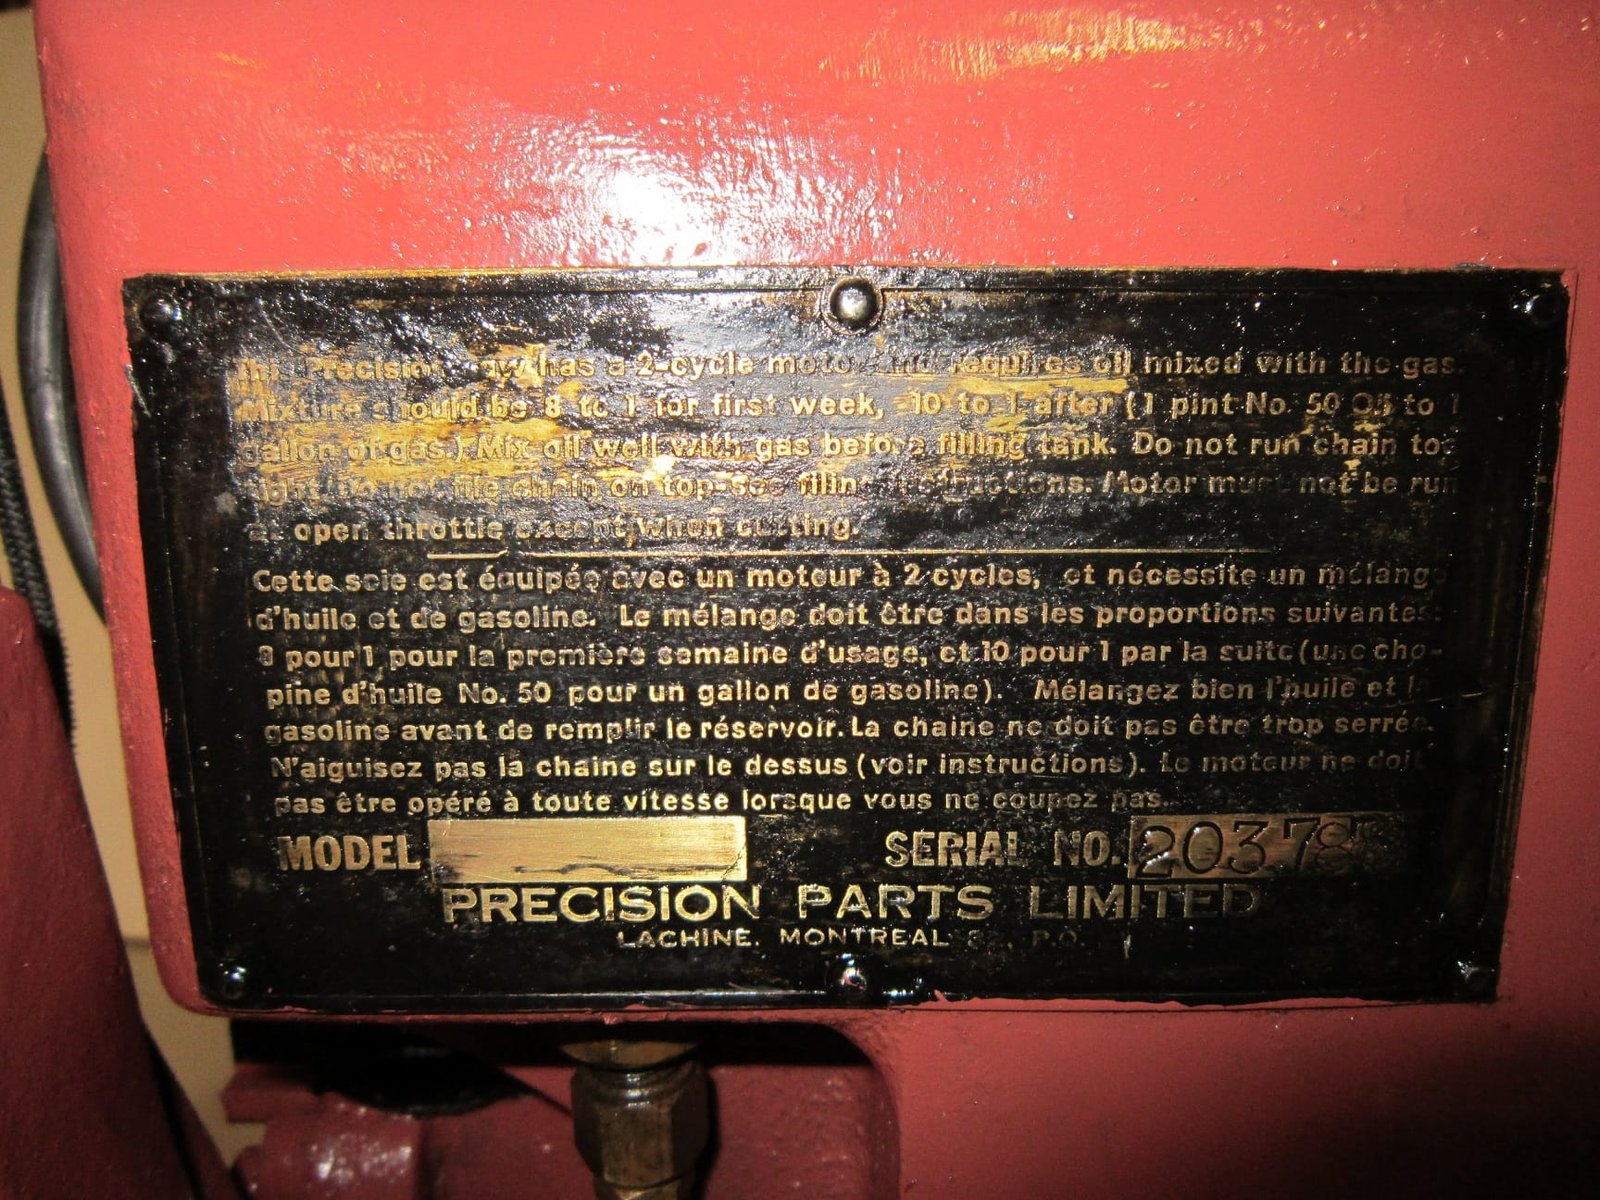 This Precision Saw has a 2-cycle motor and requires oil mixed with the gas.
Mixture should be 8 to 1 for first week, 10 to 1 after (1 pint No. 50 Oil to 1
gallon of gas.) Mix oil well with gas before filling tank. Do not run chain too
tight. Do not file chain on top-See filing instructions. Motor must not be run
at open throttle except when cutting.
Cette scie est équipée avec un moteur à 2 cycles, et nécessite un mélange
d'huile et de gasoline. Le mélange doit être dans les proportions suivantes:
8 pour 1 pour la première semaine d'usage, et 10 pour 1 par la suite (une cho-
pine d'huile No. 50 pour un gallon de gasoline). Mélangez bien l'huile et la
gasoline avant de remplir le réservoir. La chaine ne doit pas être trop serrée.
N'aiguisez pas la chaine sur le dessus (voir instructions). Le moteur ne doit
pas être opéré à toute vitesse lorsque vous ne coupez pas.
MODEL SERIAL NO. 20378
PRECISION PARTS LIMITED
LACHINE, MONTREAL 32, P.Q.